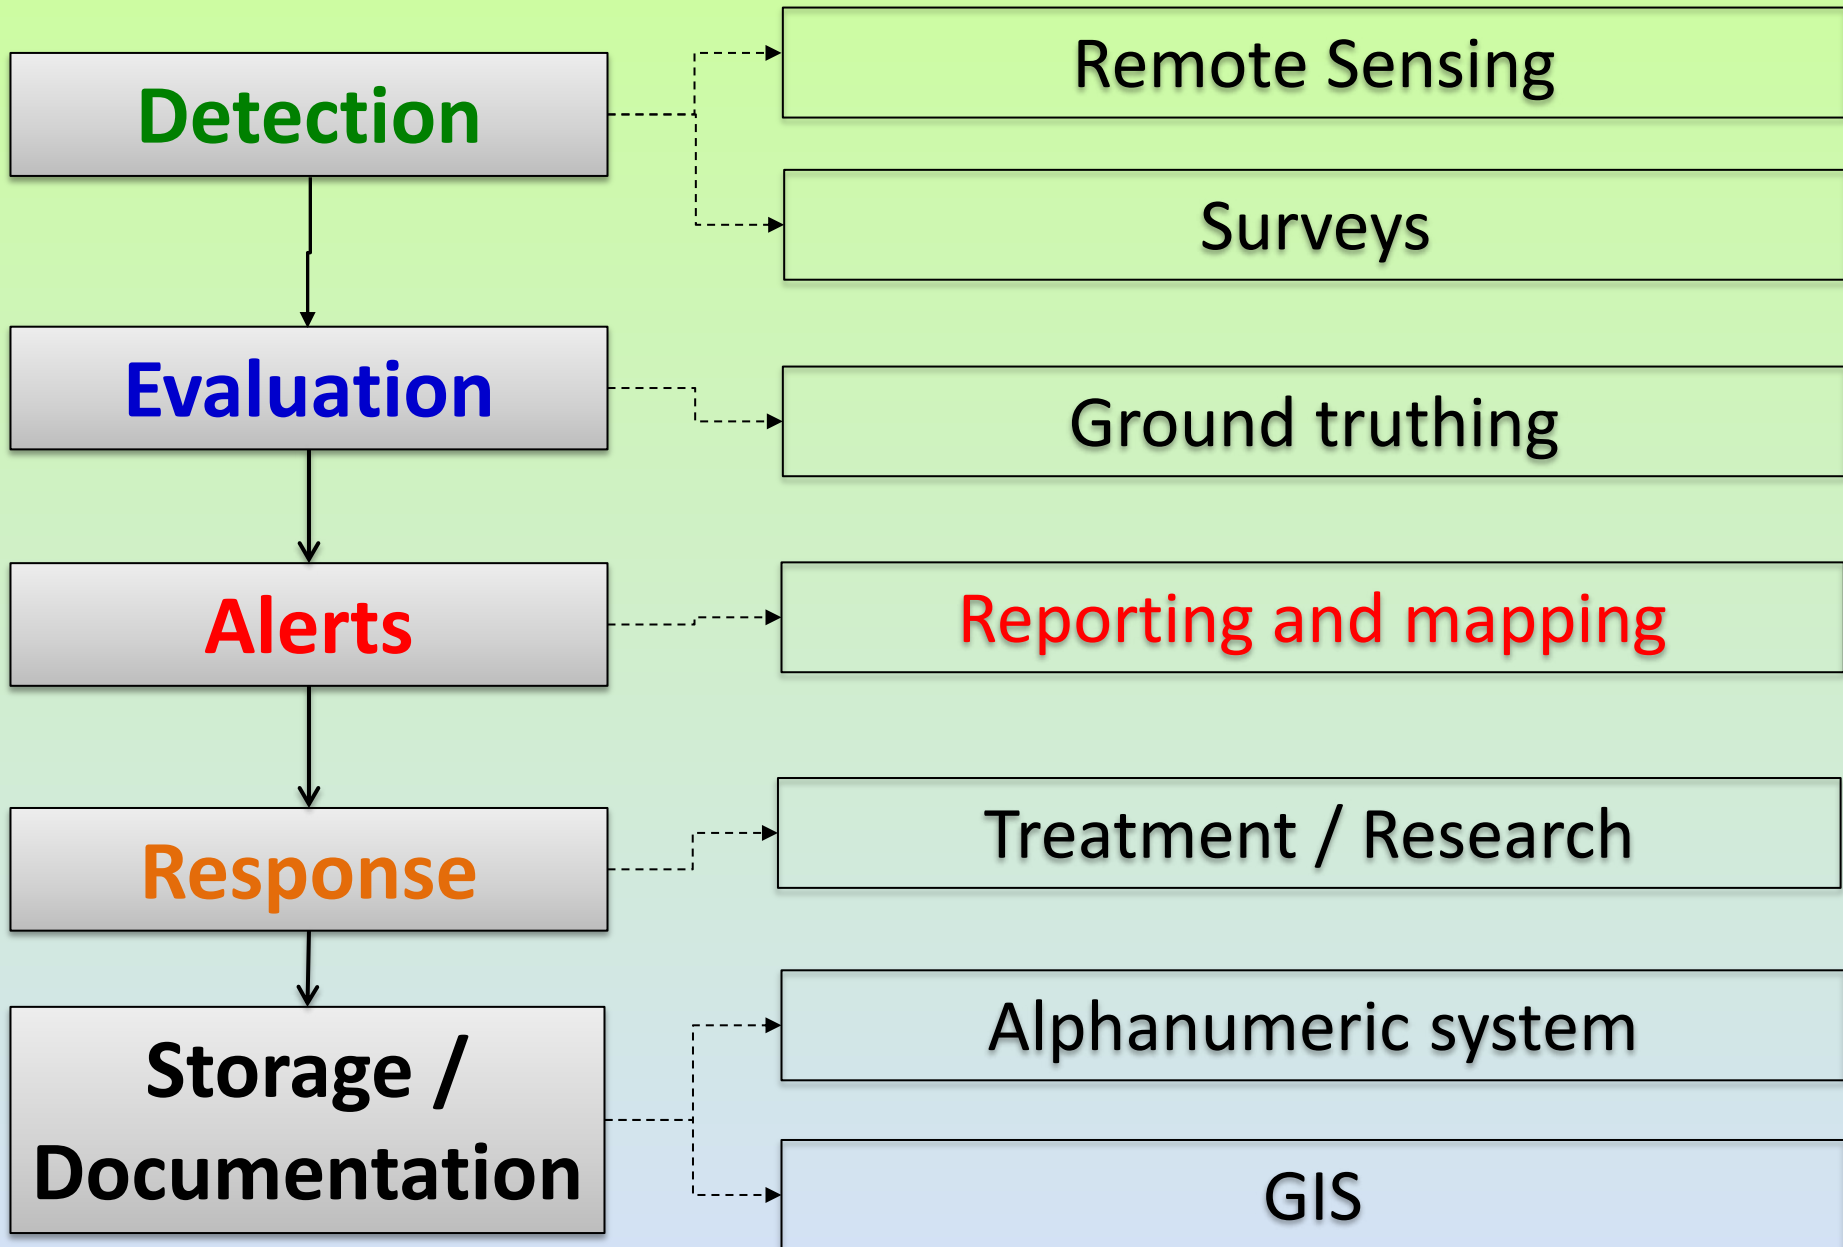 Detection
Remote Sensing
Surveys
Evaluation
Ground truthing
Alerts
Reporting and mapping
Response
Treatment / Research
Storage /
Documentation
Alphanumeric system
GIS